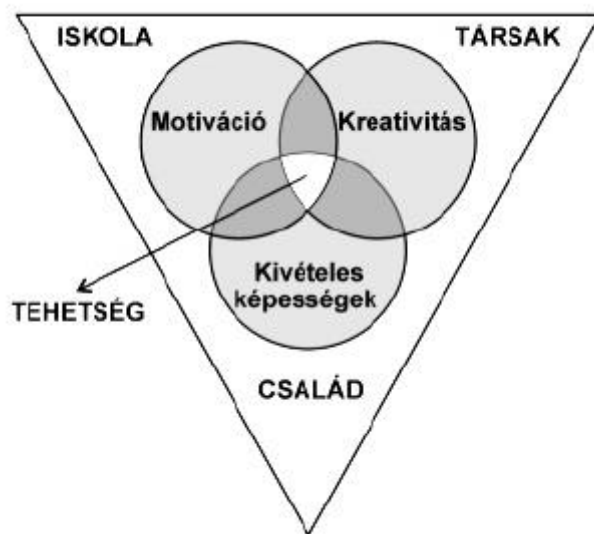 ISKOLA
TÁRSAK
Motiváció
Kreativitás
Kivételes
képességek
TEHETSÉG
CSALÁD